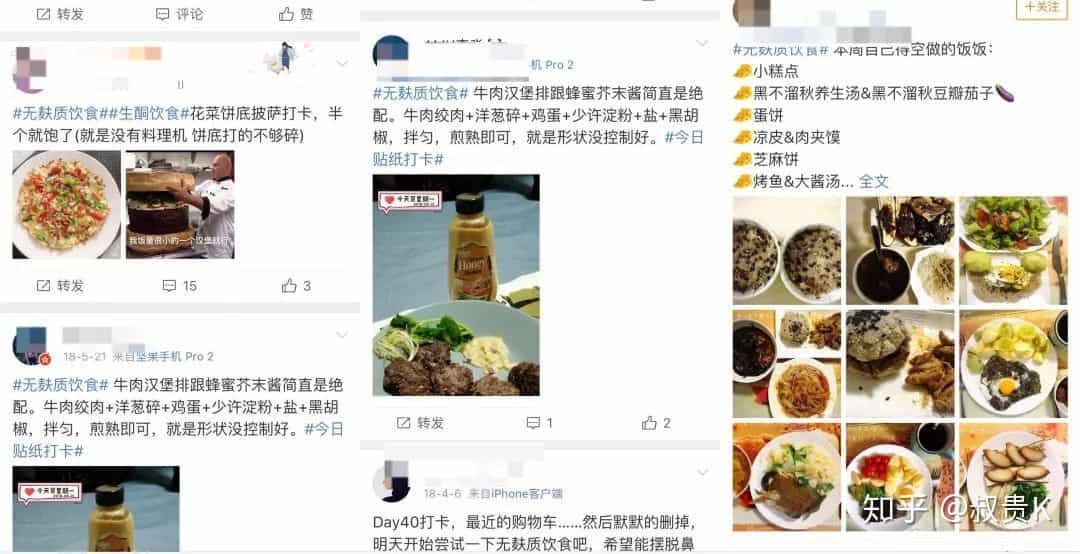 转发
评论
赞
#无麸质饮食##生酮饮食#花菜饼底披萨打卡，半
个就饱了(就是没有料理机 饼底打的不够碎)
我饭量很小的一个汉堡就行
转发
15
3
18-5-21 来自坚果手机 Pro 2
#无麸质饮食# 牛肉汉堡排跟蜂蜜芥末酱简直是绝
配。牛肉绞肉+洋葱碎+鸡蛋+少许淀粉+盐+黑胡
椒，拌匀，煎熟即可，就是形状没控制好。#今日
贴纸打卡#
今天菜星期一
机 Pro 2
#无麸质饮食# 牛肉汉堡排跟蜂蜜芥末酱简直是绝
配。牛肉绞肉+洋葱碎+鸡蛋+少许淀粉+盐+黑胡
椒，拌匀，煎熟即可，就是形状没控制好。#今日
贴纸打卡#
Honey
转发
1
2
18-4-6 来自iPhone客户端
Day40打卡，最近的购物车......然后默默的删掉，
明天开始尝试一下无麸质饮食吧，希望能摆脱鼻
+关注
#无麸质饮食# 本周自己得空做的饭饭：
🧀小糕点
🧀黑不溜秋养生汤&黑不溜秋豆瓣茄子🍆
🧀蛋饼
🧀凉皮&肉夹馍
🧀芝麻饼
🧀烤鱼&大酱汤... 全文
知乎 @叔贵K